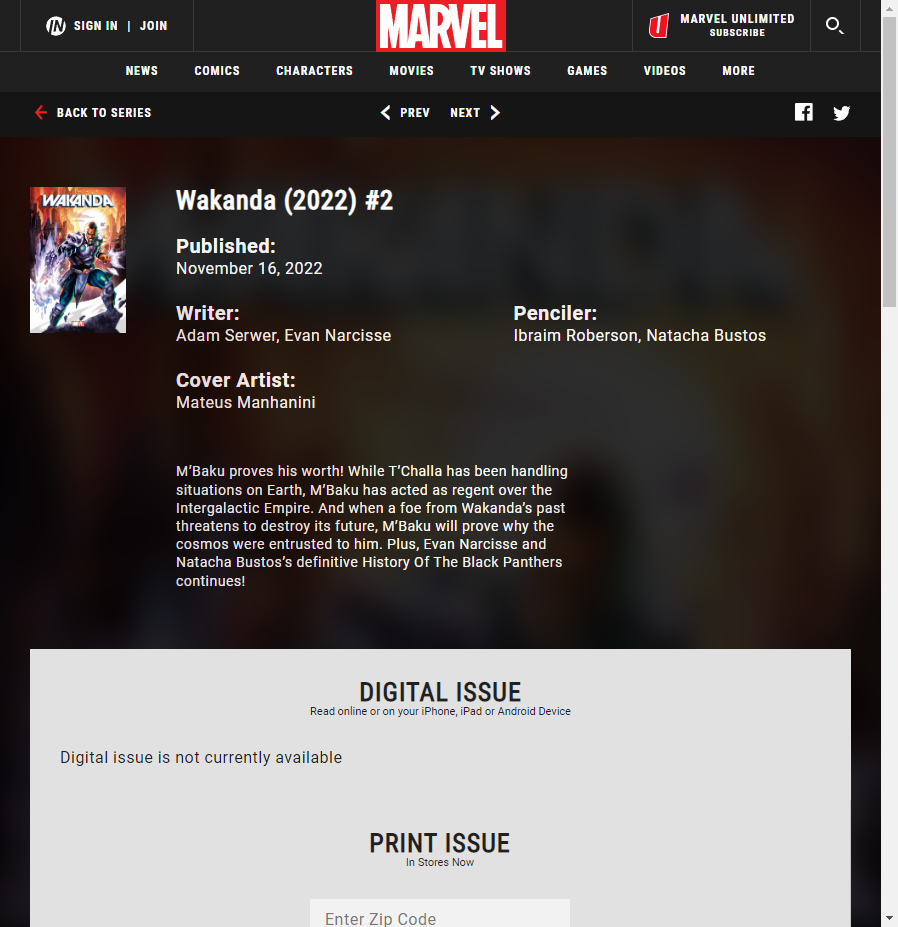 SIGN IN | JOIN
MARVEL
MARVEL UNLIMITED
SUBSCRIBE
NEWS COMICS CHARACTERS MOVIES TV SHOWS GAMES VIDEOS MORE
BACK TO SERIES
PREV NEXT
WAKANDA
Wakanda (2022) #2
Published:
November 16, 2022
Writer:
Adam Serwer, Evan Narcisse
Penciler:
Ibraim Roberson, Natacha Bustos
Cover Artist:
Mateus Manhanini
M’Baku proves his worth! While T’Challa has been handling
situations on Earth, M’Baku has acted as regent over the
Intergalactic Empire. And when a foe from Wakanda’s past
threatens to destroy its future, M’Baku will prove why the
cosmos were entrusted to him. Plus, Evan Narcisse and
Natacha Bustos’s definitive History Of The Black Panthers
continues!
DIGITAL ISSUE
Read online or on your iPhone, iPad or Android Device
Digital issue is not currently available
PRINT ISSUE
In Stores Now
Enter Zip Code